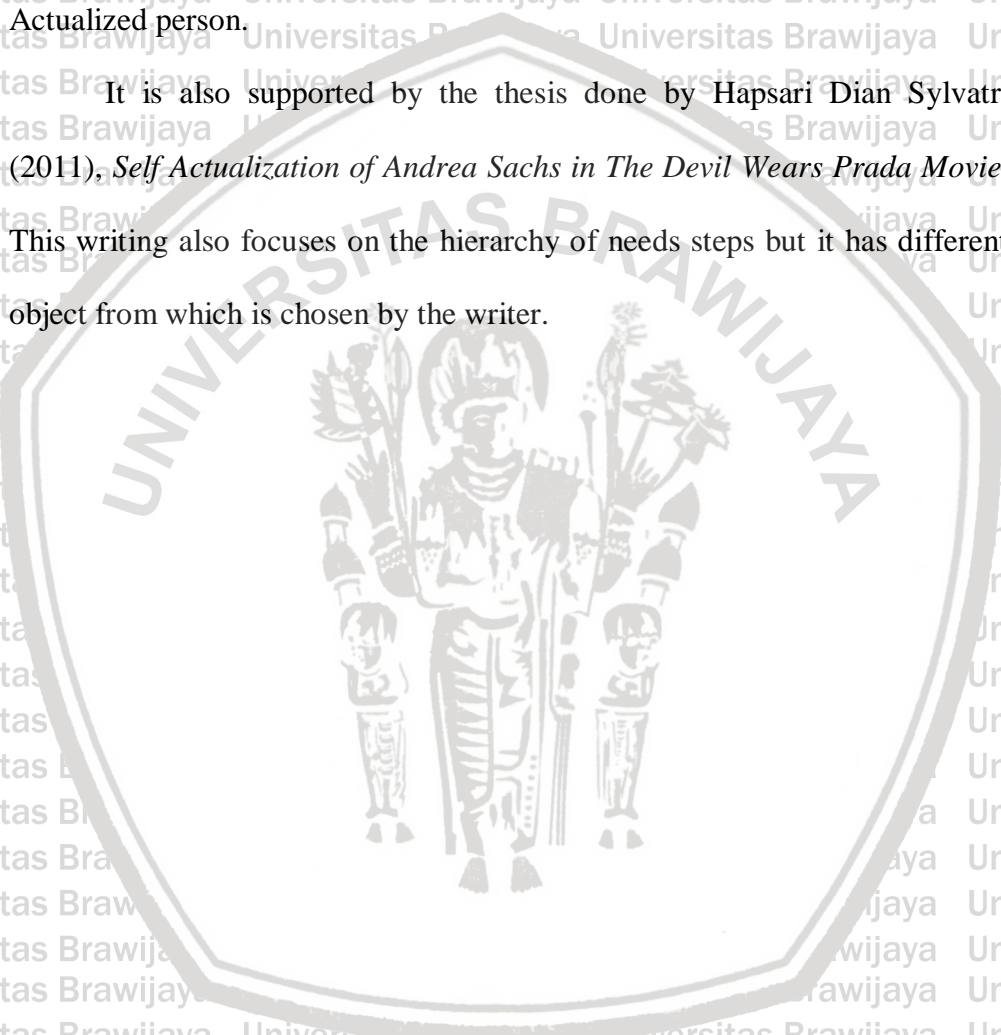 Actualized person.
It is also supported by the thesis done by Hapsari Dian Sylvatri
(2011), Self Actualization of Andrea Sachs in The Devil Wears Prada Movie
This writing also focuses on the hierarchy of needs steps but it has different
object from which is chosen by the writer.
UNIVERSITAS BRAWIJAYA